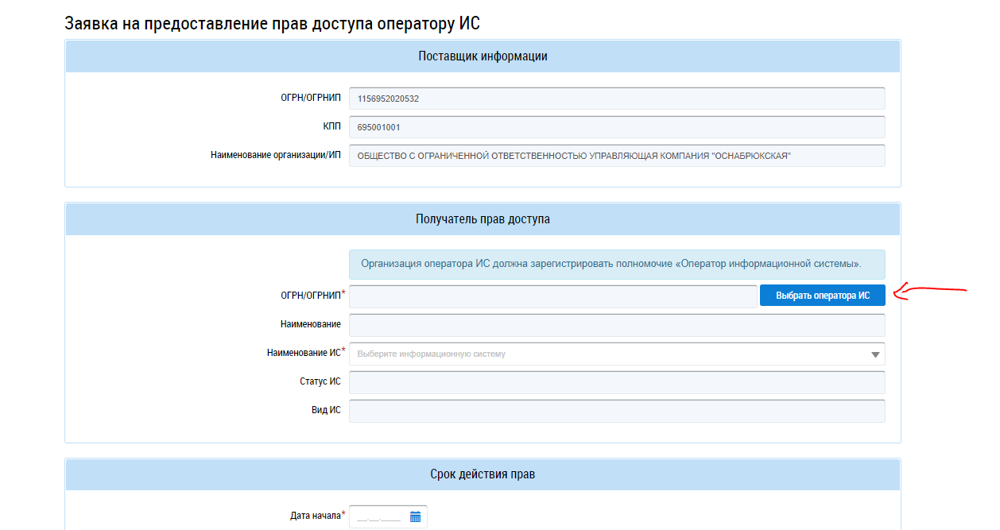 Заявка на предоставление прав доступа оператору ИС
Поставщик информации
ОГРН/ОГРНИП 1156952020532
КПП 695001001
Наименование организации/ИП ОБЩЕСТВО С ОГРАНИЧЕННОЙ ОТВЕТСТВЕННОСТЬЮ УПРАВЛЯЮЩАЯ КОМПАНИЯ "ОСНАБРЮКСКАЯ"
Получатель прав доступа
Организация оператора ИС должна зарегистрировать полномочие «Оператор информационной системы».
ОГРН/ОГРНИП* Выбрать оператора ИС
Наименование
Наименование ИС* Выберите информационную систему
Статус ИС
Вид ИС
Срок действия прав
Дата начала* __.__.____